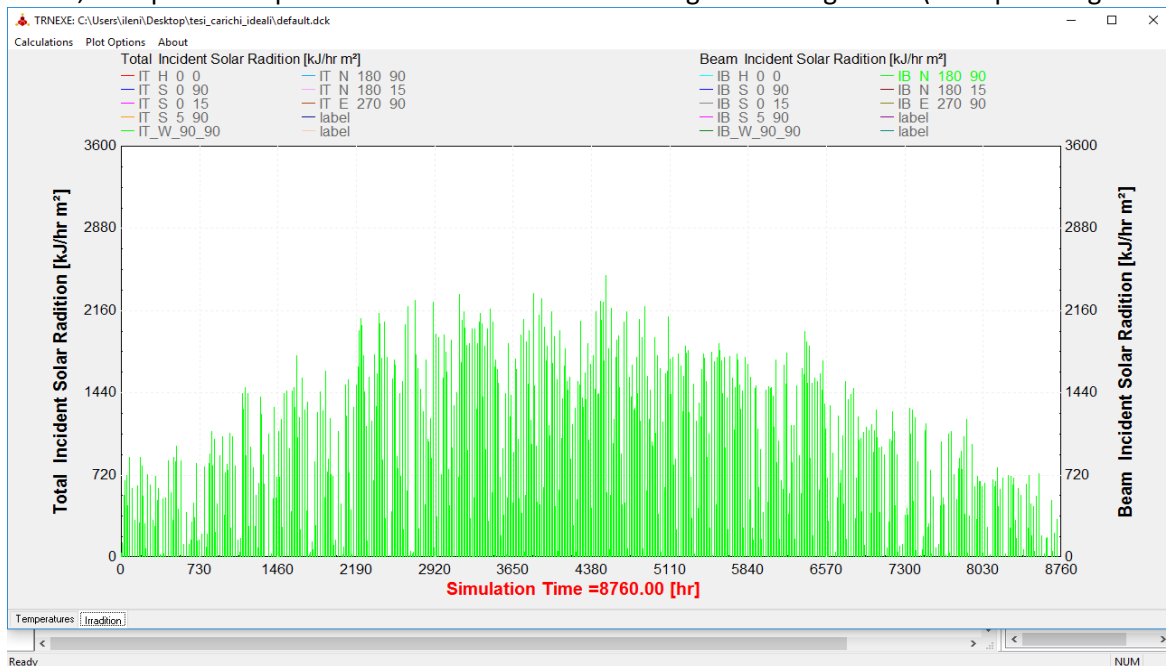 TRNEXE: C:\Users\ileni\Desktop\tesi_carichi_ideali\default.dck
Calculations Plot Options About
Total Incident Solar Radition [kJ/hr m²]
IT H 0 0
IT S 0 90
IT S 0 15
IT S 5 90
IT_W_90_90
IT N 180 90
IT N 180 15
IT E 270 90
label
label
Beam Incident Solar Radition [kJ/hr m²]
IB H 0 0
IB S 0 90
IB S 0 15
IB S 5 90
IB_W_90_90
IB N 180 90
IB N 180 15
IB E 270 90
label
label
3600
2880
2160
1440
720
0
Total Incident Solar Radition [kJ/hr m²]
3600
2880
2160
1440
720
0
Beam Incident Solar Radition [kJ/hr m²]
0 730 1460 2190 2920 3650 4380 5110 5840 6570 7300 8030 8760
Simulation Time =8760.00 [hr]
Temperatures Irradition
Ready NUM